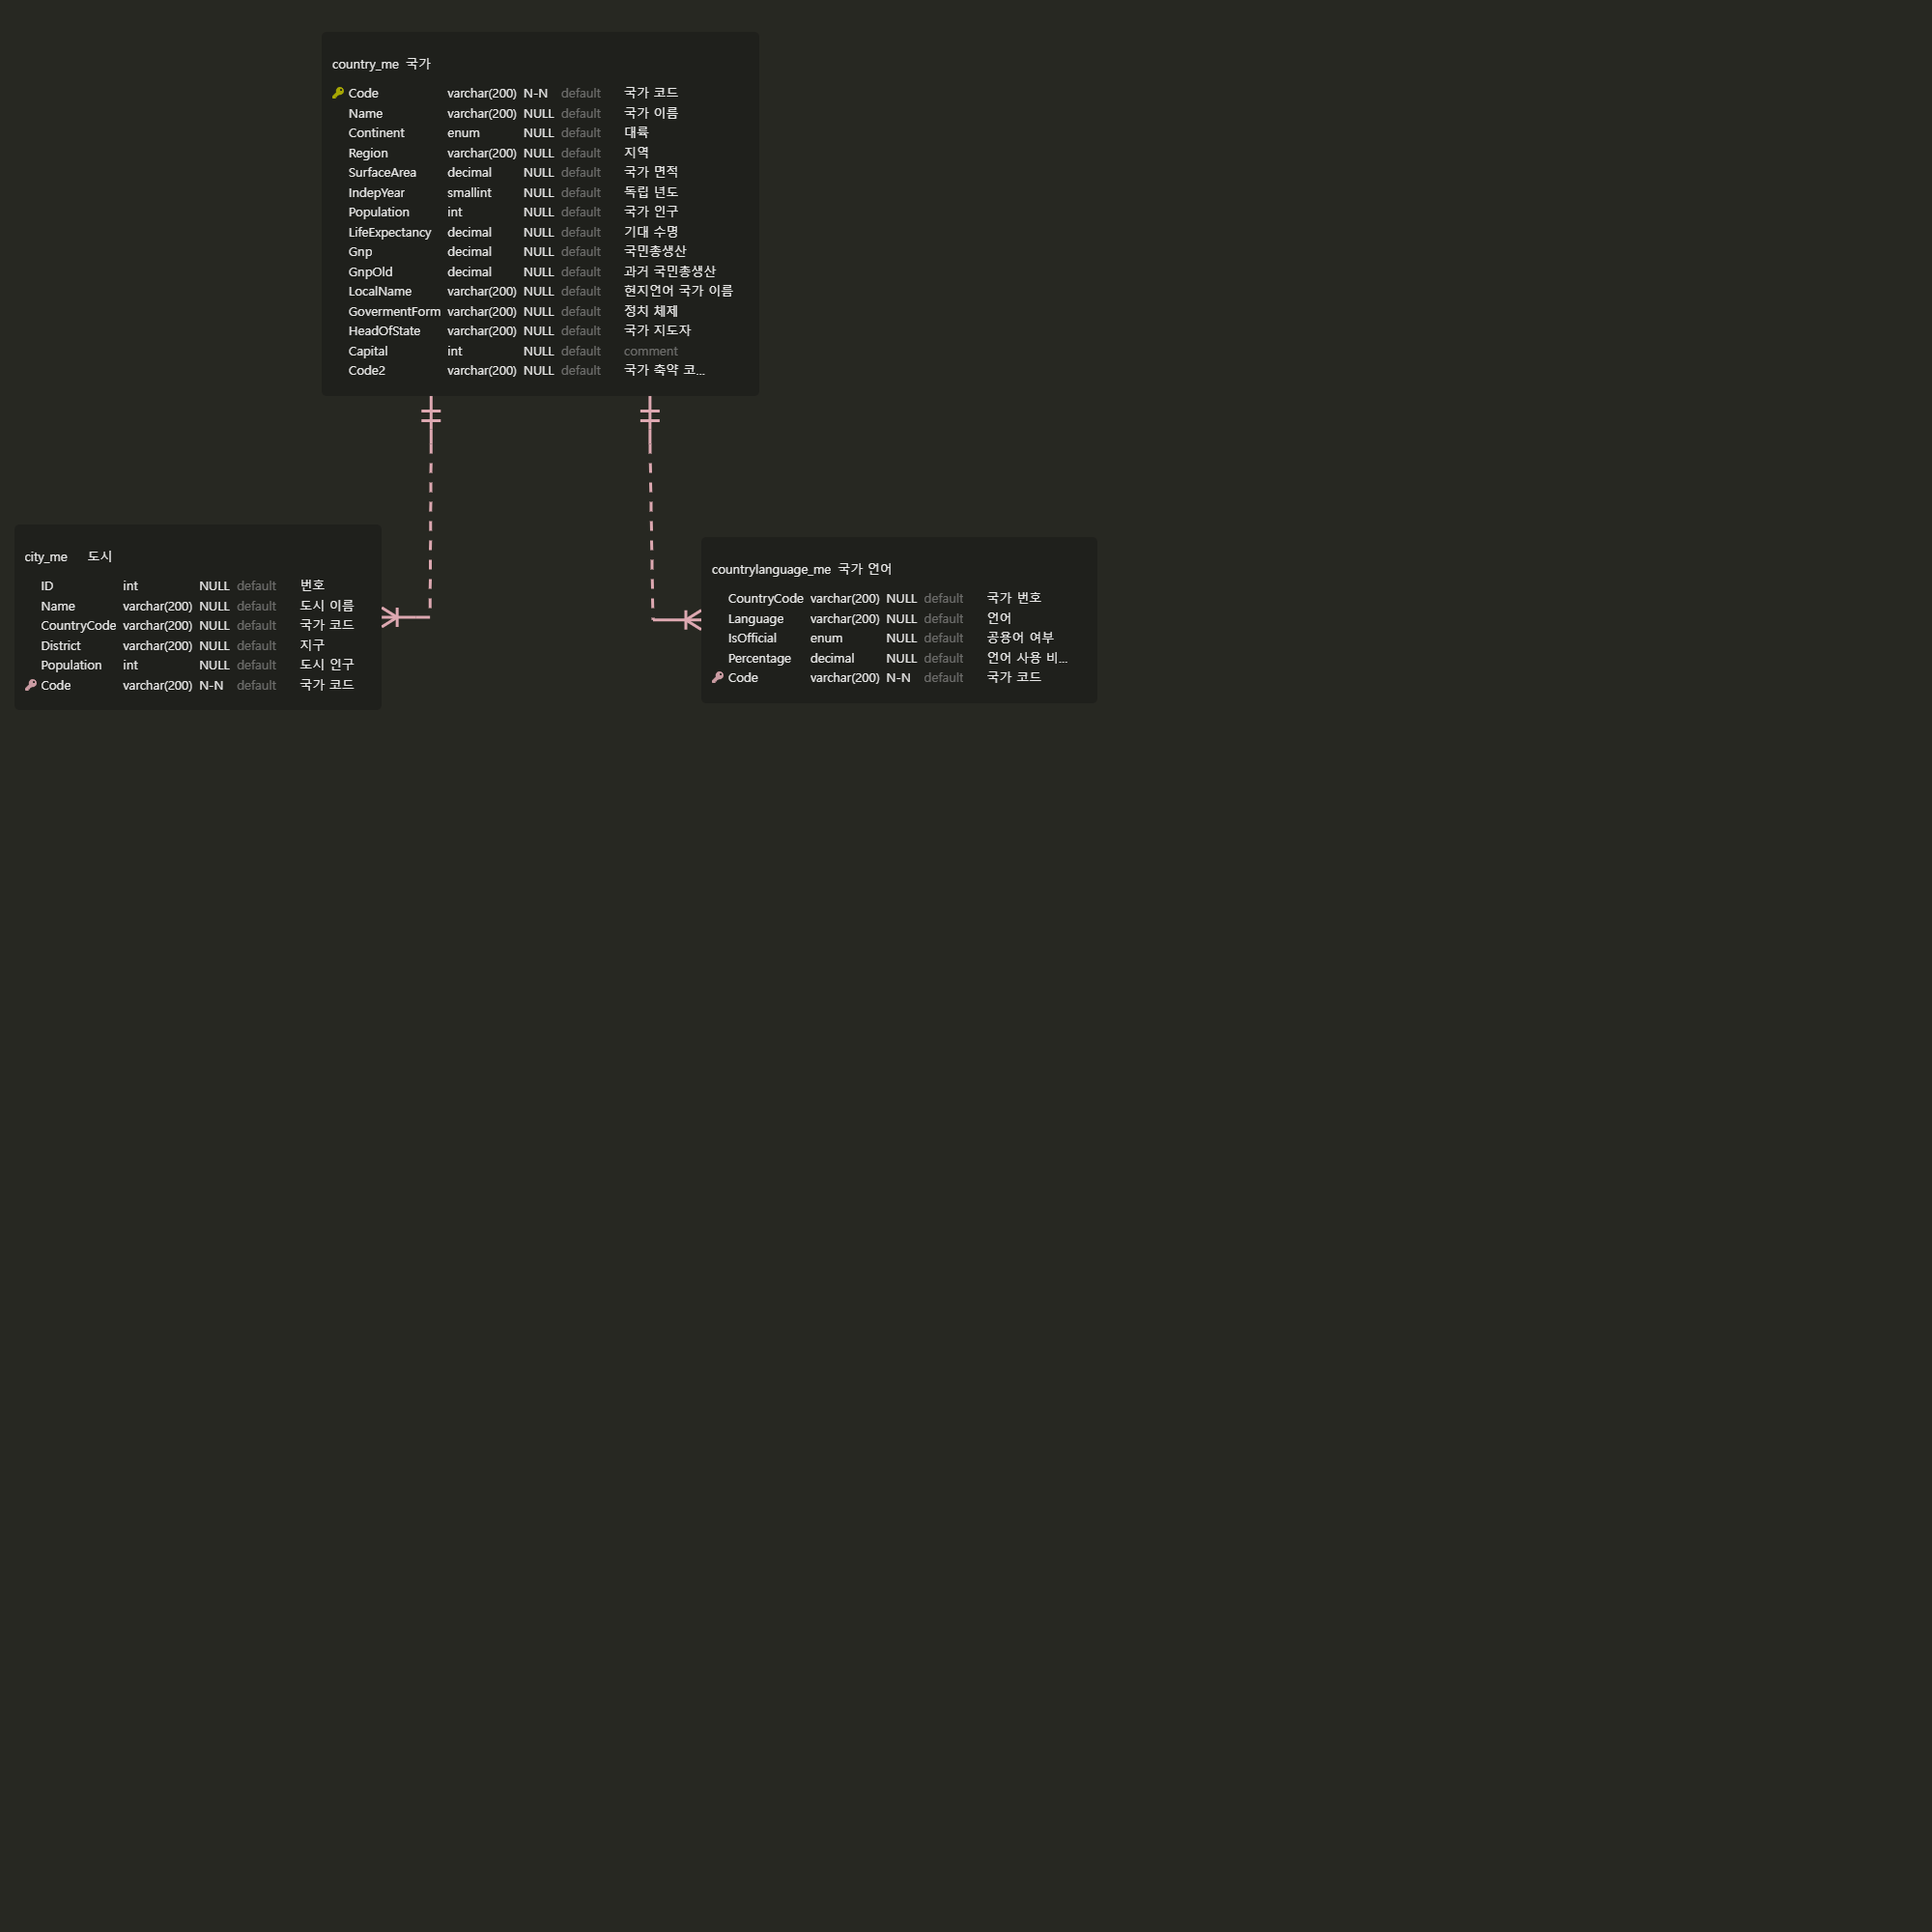 country_me 국가
Code varchar(200) N-N default 국가 코드
Name varchar(200) NULL default 국가 이름
Continent enum NULL default 대륙
Region varchar(200) NULL default 지역
SurfaceArea decimal NULL default 국가 면적
IndepYear smallint NULL default 독립 년도
Population int NULL default 국가 인구
LifeExpectancy decimal NULL default 기대 수명
Gnp decimal NULL default 국민총생산
GnpOld decimal NULL default 과거 국민총생산
LocalName varchar(200) NULL default 현지언어 국가 이름
GovermentForm varchar(200) NULL default 정치 체제
HeadOfState varchar(200) NULL default 국가 지도자
Capital int NULL default comment
Code2 varchar(200) NULL default 국가 축약 코...
city_me 도시
ID int NULL default 번호
Name varchar(200) NULL default 도시 이름
CountryCode varchar(200) NULL default 국가 코드
District varchar(200) NULL default 지구
Population int NULL default 도시 인구
Code varchar(200) N-N default 국가 코드
countrylanguage_me 국가 언어
CountryCode varchar(200) NULL default 국가 번호
Language varchar(200) NULL default 언어
IsOfficial enum NULL default 공용어 여부
Percentage decimal NULL default 언어 사용 비...
Code varchar(200) N-N default 국가 코드